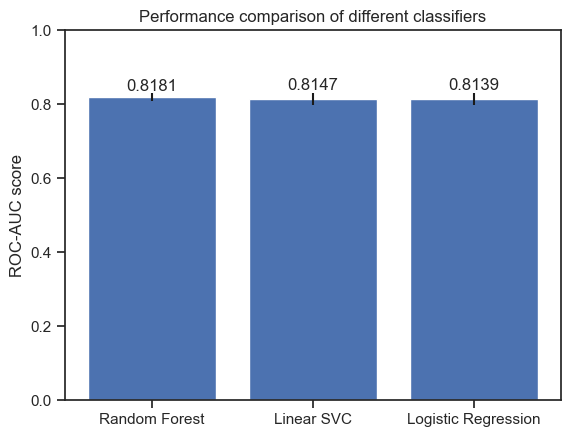 Performance comparison of different classifiers
1.0
0.8
0.6
0.4
0.2
0.0
ROC-AUC score
0.8181
0.8147
0.8139
Random Forest
Linear SVC
Logistic Regression